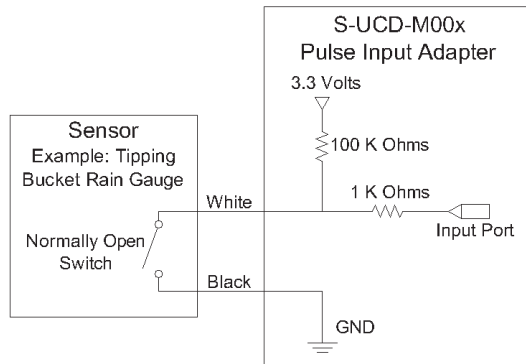 S-UCD-M00x
Pulse Input Adapter
3.3 Volts
100 K Ohms
1 K Ohms
Input Port
GND
Sensor
Example: Tipping
Bucket Rain Gauge
White
Normally Open
Switch
Black